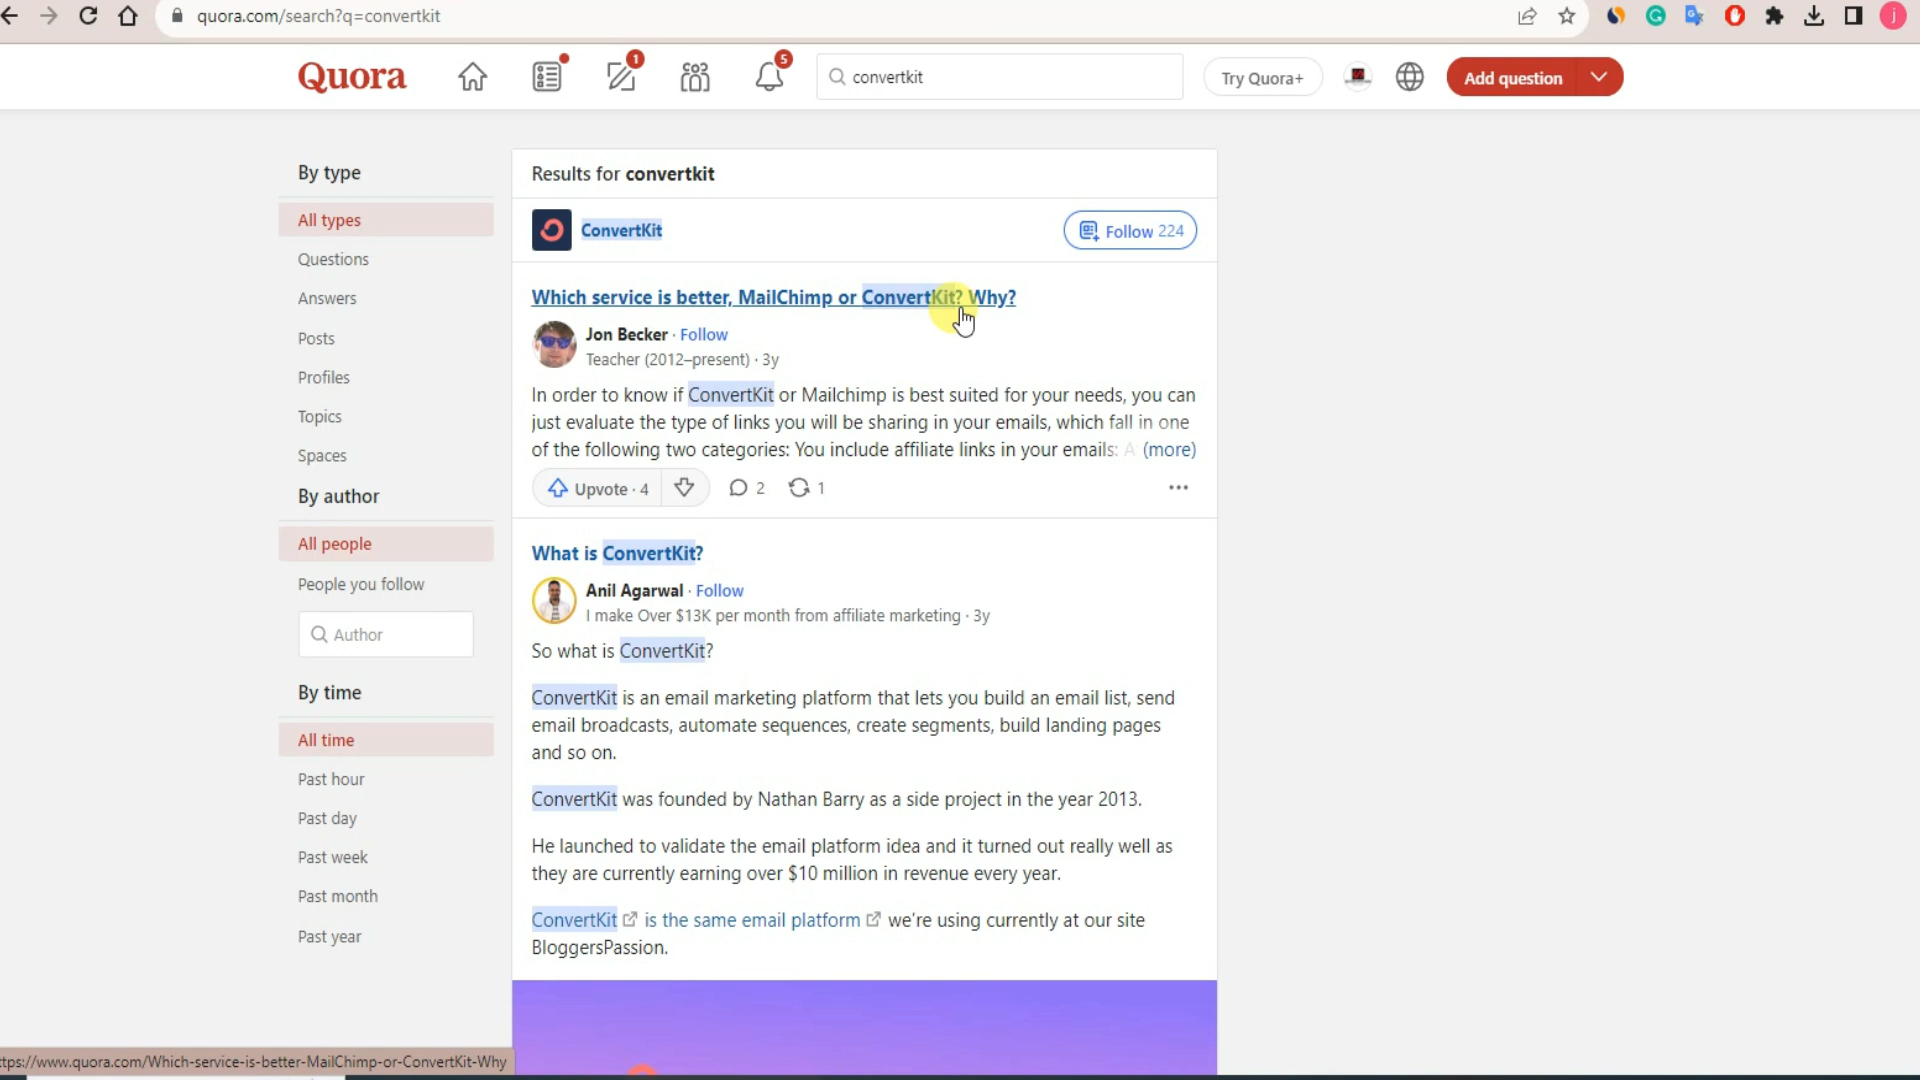 quora.com/search?q=convertkit
j
Quora
1
5
convertkit
Try Quora+
Add question
By type
All types
Questions
Answers
Posts
Profiles
Topics
Spaces
By author
All people
People you follow
Author
By time
All time
Past hour
Past day
Past week
Past month
Past year
Results for convertkit
ConvertKit
Follow 224
Which service is better, MailChimp or ConvertKit? Why?
Jon Becker · Follow
Teacher (2012–present) · 3y
In order to know if ConvertKit or Mailchimp is best suited for your needs, you can
just evaluate the type of links you will be sharing in your emails, which fall in one
of the following two categories: You include affiliate links in your emails: A (more)
Upvote · 4
2
1
What is ConvertKit?
Anil Agarwal · Follow
I make Over $13K per month from affiliate marketing · 3y
So what is ConvertKit?
ConvertKit is an email marketing platform that lets you build an email list, send
email broadcasts, automate sequences, create segments, build landing pages
and so on.
ConvertKit was founded by Nathan Barry as a side project in the year 2013.
He launched to validate the email platform idea and it turned out really well as
they are currently earning over $10 million in revenue every year.
ConvertKit is the same email platform we're using currently at our site
BloggersPassion.
ttps://www.quora.com/Which-service-is-better-MailChimp-or-ConvertKit-Why